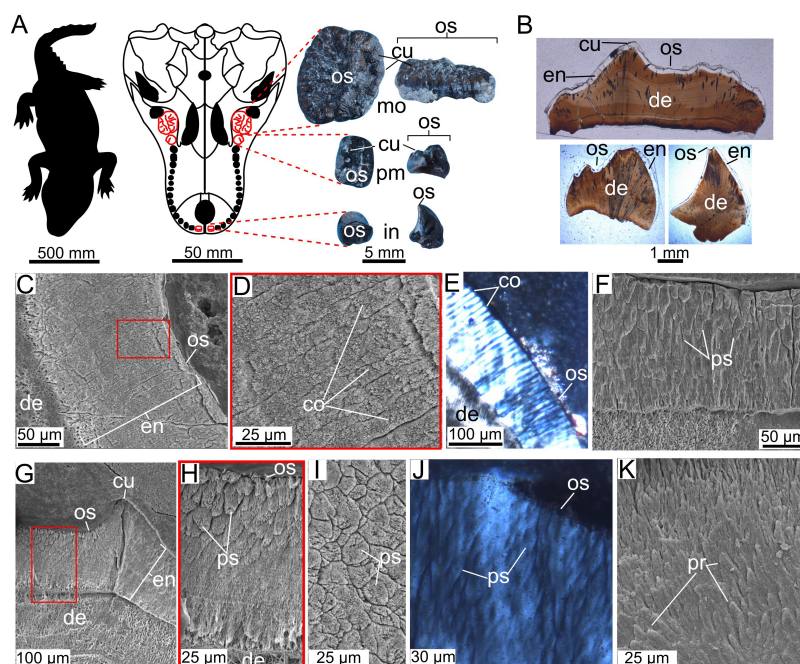 A
os
cu
os
mo
cu
os
os
pm
os
os
in
500 mm
50 mm
5 mm
B
cu
os
en
de
os
en
de
os
en
de
1 mm
C
os
de
en
50 µm
D
co
25 µm
E
co
os
de
100 µm
F
ps
50 µm
G
cu
os
en
de
100 µm
H
os
ps
25 µm
de
I
ps
25 µm
J
os
ps
30 µm
K
pr
25 µm